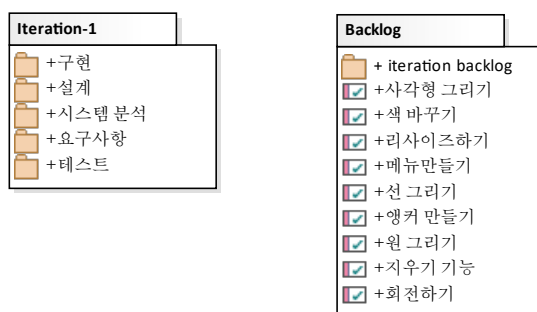 Iteration-1
+구현
+설계
+시스템 분석
+요구사항
+테스트
Backlog
+ iteration backlog
+사각형 그리기
+색 바꾸기
+리사이즈하기
+메뉴만들기
+선 그리기
+앵커 만들기
+원 그리기
+지우기 기능
+회전하기